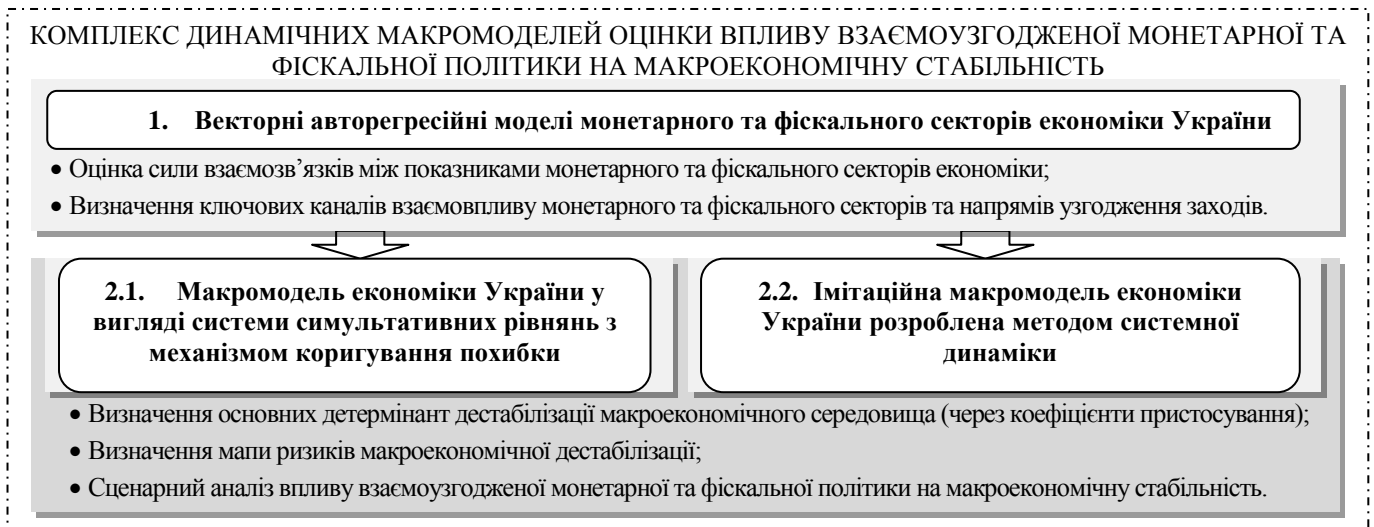 КОМПЛЕКС ДИНАМІЧНИХ МАКРОМОДЕЛЕЙ ОЦІНКИ ВПЛИВУ ВЗАЄМОУЗГОДЖЕНОЇ МОНЕТАРНОЇ ТА
ФІСКАЛЬНОЇ ПОЛІТИКИ НА МАКРОЕКОНОМІЧНУ СТАБІЛЬНІСТЬ
1. Векторні авторегресійні моделі монетарного та фіскального секторів економіки України
• Оцінка сили взаємозв’язків між показниками монетарного та фіскального секторів економіки;
• Визначення ключових каналів взаємовпливу монетарного та фіскального секторів та напрямів узгодження заходів.
2.1. Макромодель економіки України у
вигляді системи симультативних рівнянь з
механізмом коригування похибки
2.2. Імітаційна макромодель економіки
України розроблена методом системної
динаміки
• Визначення основних детермінант дестабілізації макроекономічного середовища (через коефіцієнти пристосування);
• Визначення мапи ризиків макроекономічної дестабілізації;
• Сценарний аналіз впливу взаємоузгодженої монетарної та фіскальної політики на макроекономічну стабільність.